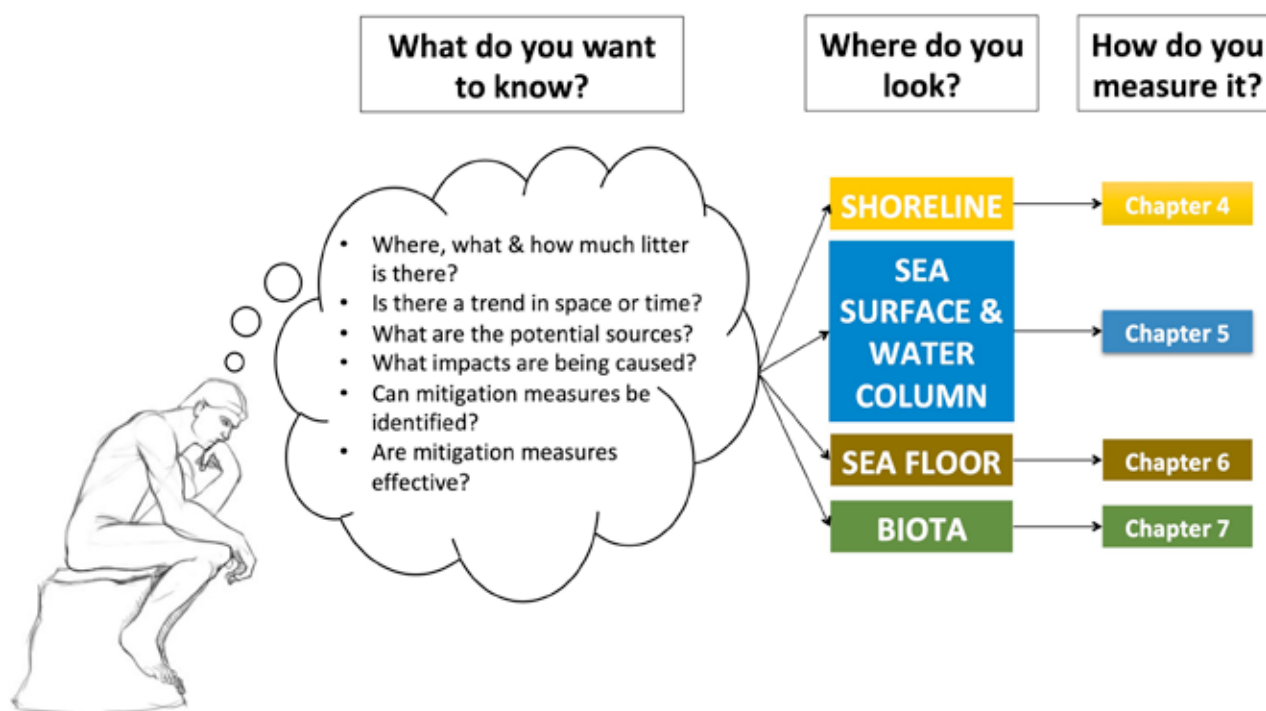 What do you want
to know?
Where do you
look?
How do you
measure it?
• Where, what & how much litter
is there?
• Is there a trend in space or time?
• What are the potential sources?
• What impacts are being caused?
• Can mitigation measures be
identified?
• Are mitigation measures
effective?
SHORELINE
Chapter 4
SEA
SURFACE &
WATER
COLUMN
Chapter 5
SEA FLOOR
Chapter 6
BIOTA
Chapter 7